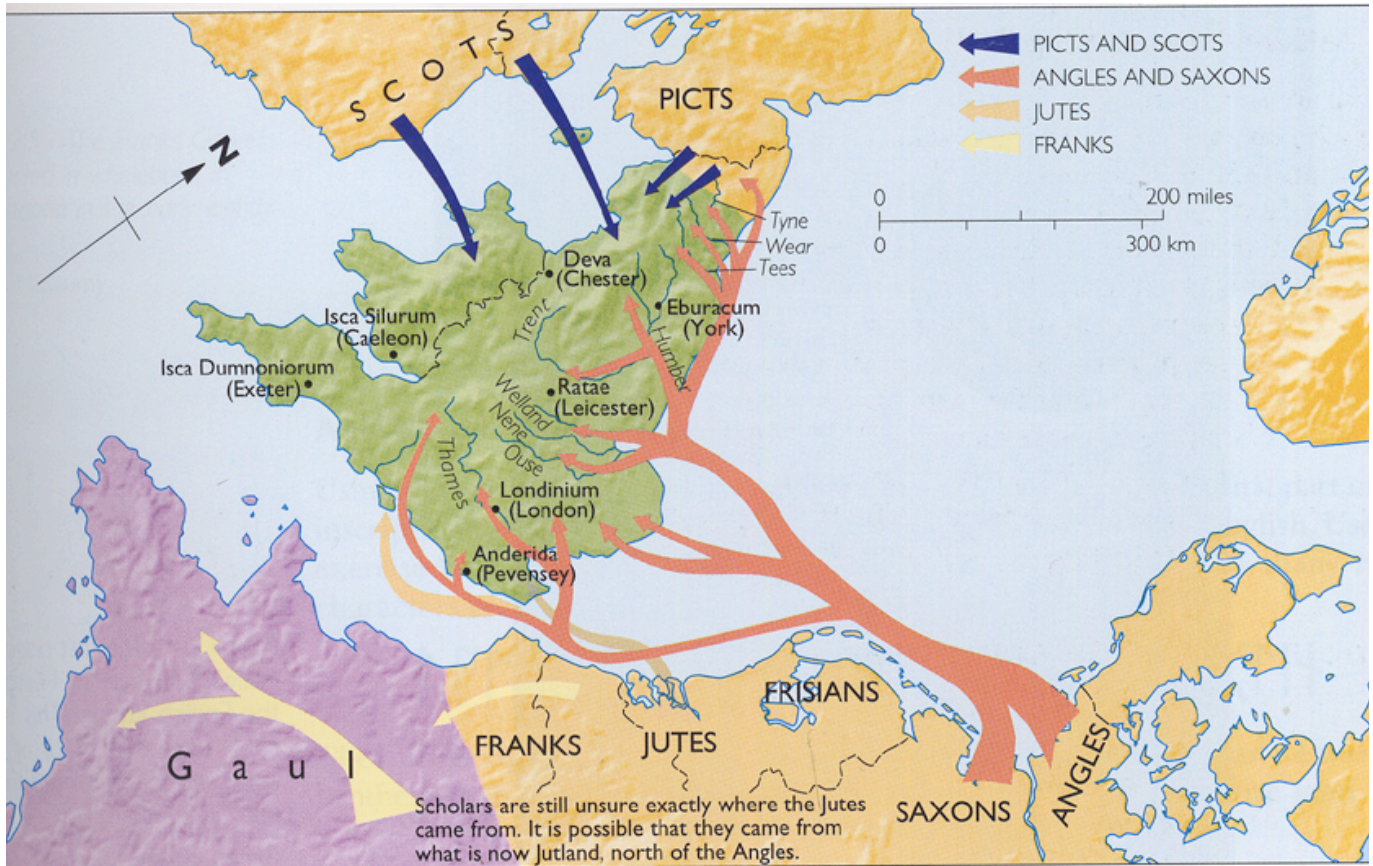 SCOTS
PICTS
PICTS AND SCOTS
ANGLES AND SAXONS
JUTES
FRANKS
N
0 200 miles
0 300 km
Tyne
Wear
Tees
Deva
(Chester)
Eburacum
(York)
Trent
Humber
Isca Silurum
(Caeleon)
Isca Dumnoniorum
(Exeter)
Ratae
(Leicester)
Welland
Nene
Ouse
Thames
Londinium
(London)
Anderida
(Pevensey)
FRISIANS
FRANKS
JUTES
Gaul
SAXONS
ANGLES
Scholars are still unsure exactly where the Jutes
came from. It is possible that they came from
what is now Jutland, north of the Angles.